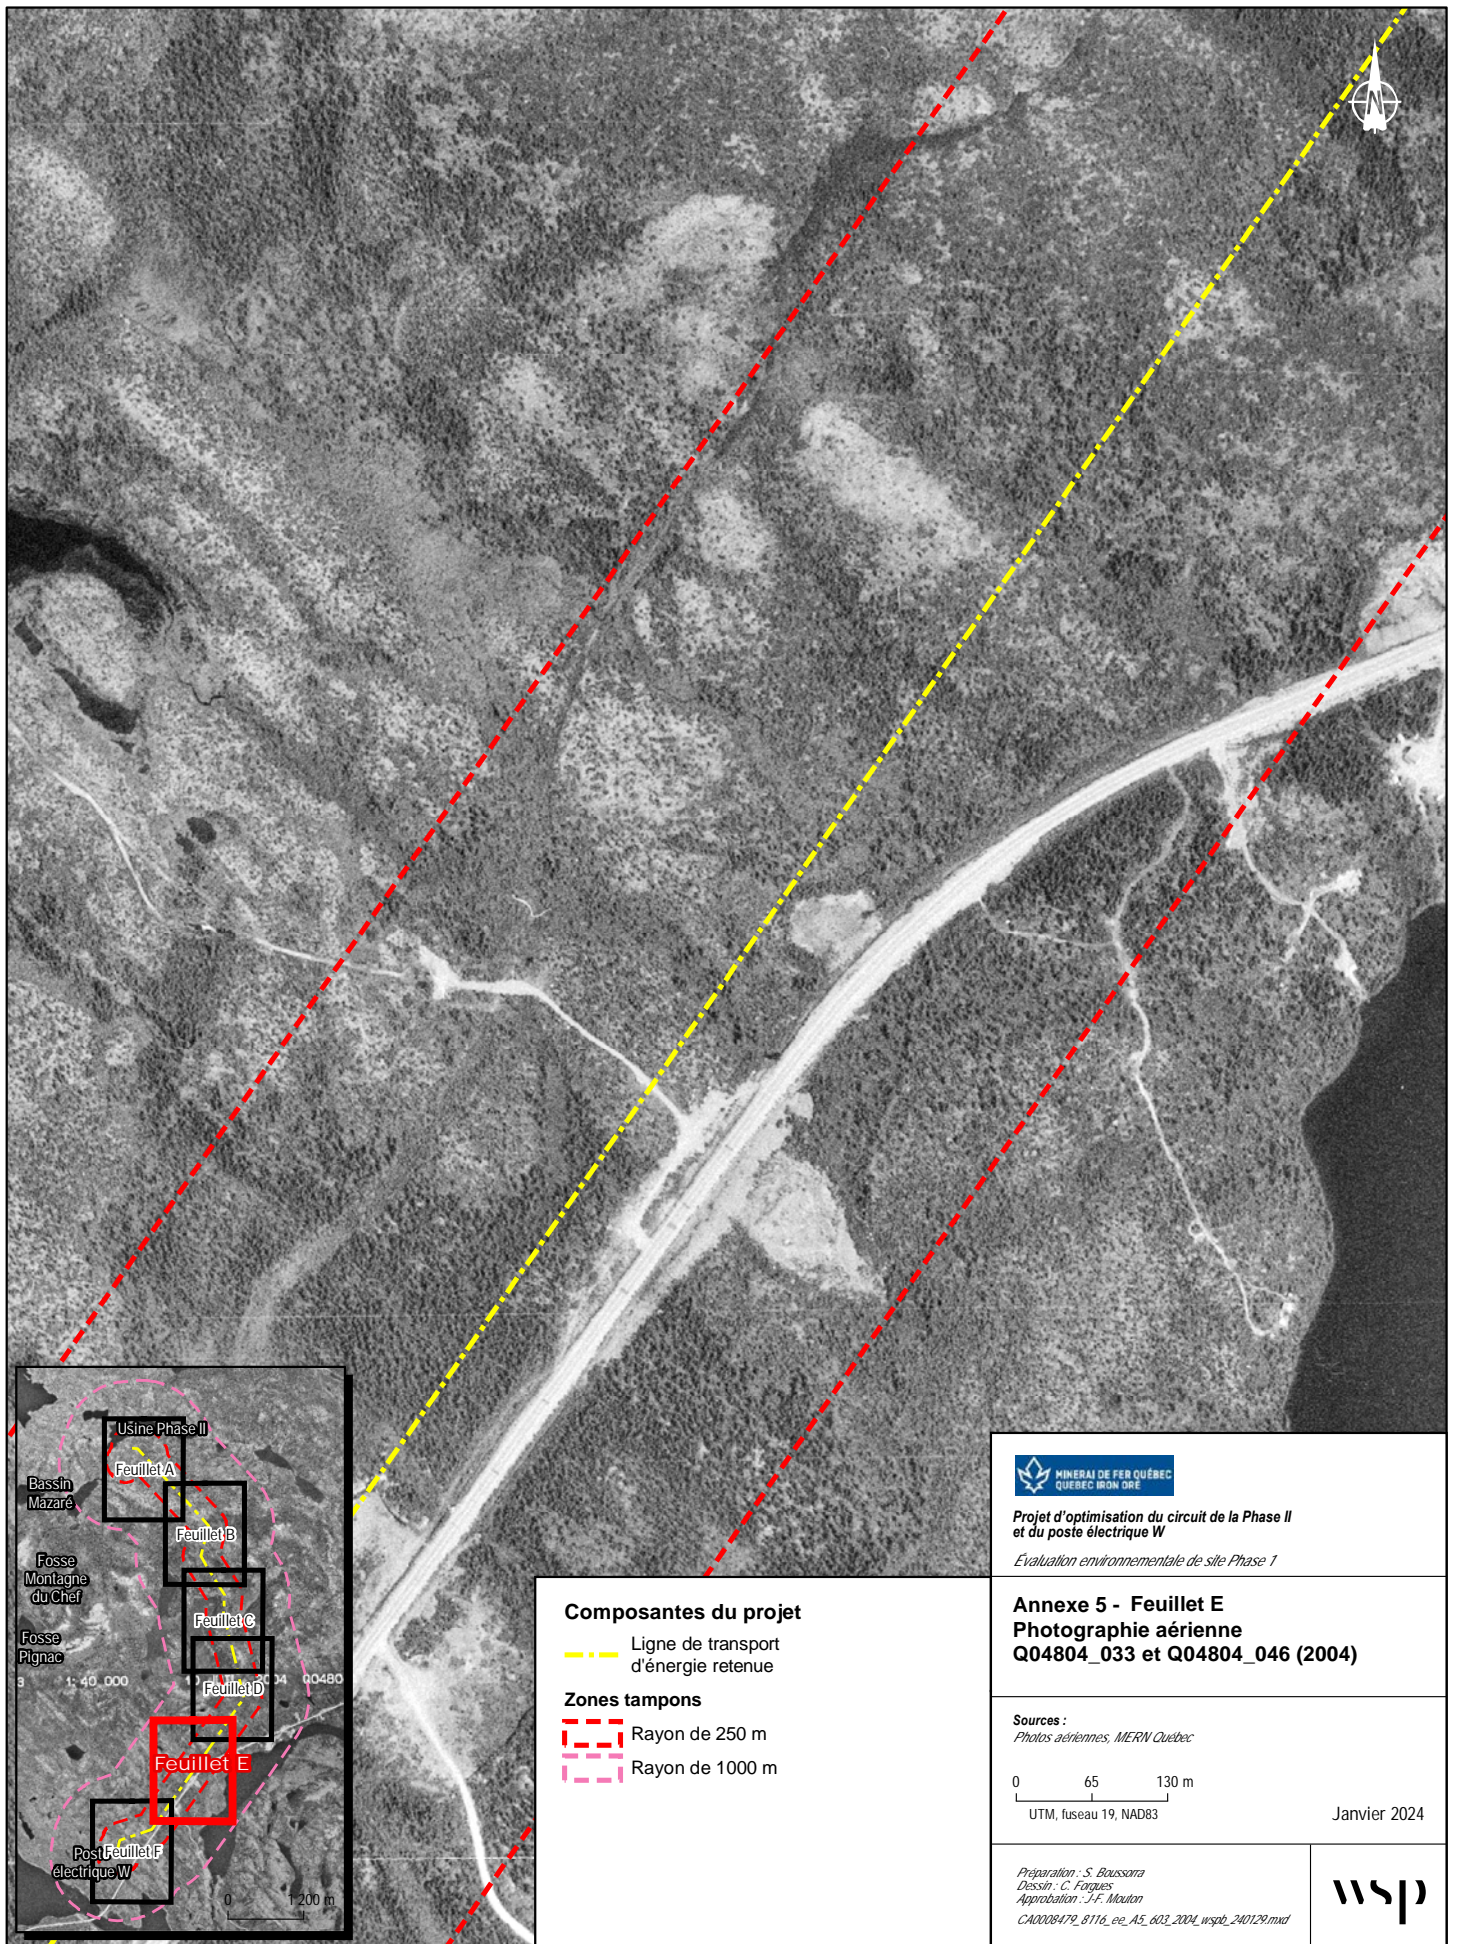 N
Usine Phase II
Feuillet A
Bassin
Mazaré
Feuillet B
Fosse
Montagne
du Chef
Feuillet C
Fosse
Pignac
3 1: 40 000 2004 Q0480
Feuillet D
Feuillet E
Feuillet F
électrique W
0 1 200 m
Composantes du projet
Ligne de transport
d'énergie retenue
Zones tampons
Rayon de 250 m
Rayon de 1000 m
MINERAI DE FER QUÉBEC
QUEBEC IRON ORE
Projet d'optimisation du circuit de la Phase II
et du poste électrique W
Évaluation environnementale de site Phase 1
Annexe 5 - Feuillet E
Photographie aérienne
Q04804_033 et Q04804_046 (2004)
Sources :
Photos aériennes, MERN Québec
0 65 130 m
UTM, fuseau 19, NAD83
Janvier 2024
Préparation : S. Boussorra
Dessin : C. Forgues
Approbation : J-F. Mouton
CA0008479_8116_ee_A5_603_2004_wspb_240129.mxd
wsp